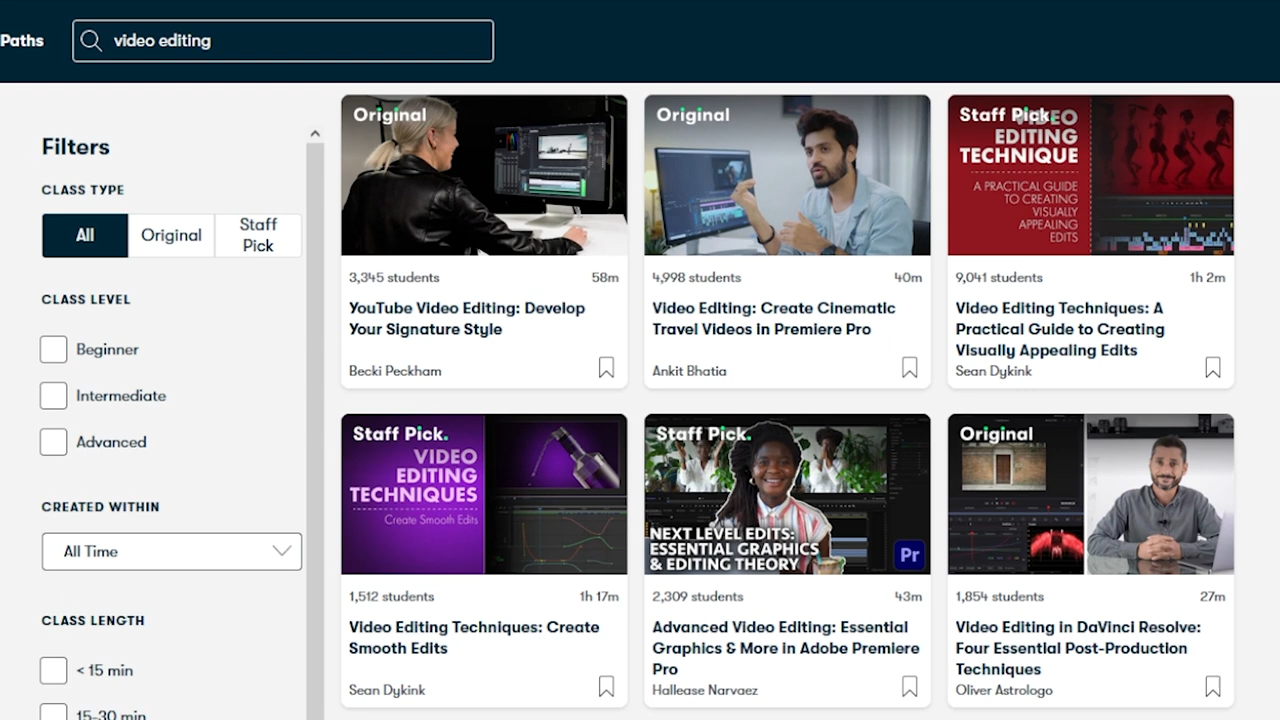 Paths
video editing
Filters
CLASS TYPE
All
Original
Staff
Pick
CLASS LEVEL
Beginner
Intermediate
Advanced
CREATED WITHIN
All Time
CLASS LENGTH
< 15 min
15-30 min
Original
3,345 students
58m
YouTube Video Editing: Develop
Your Signature Style
Becki Peckham
Original
4,998 students
40m
Video Editing: Create Cinematic
Travel Videos in Premiere Pro
Ankit Bhatia
Staff Pick.
VIDEO
EDITING
TECHNIQUE
A PRACTICAL GUIDE
TO CREATING
VISUALLY
APPEALING
EDITS
9,041 students
1h 2m
Video Editing Techniques: A
Practical Guide to Creating
Visually Appealing Edits
Sean Dykink
Staff Pick.
VIDEO
EDITING
TECHNIQUES
Create Smooth Edits
1,512 students
1h 17m
Video Editing Techniques: Create
Smooth Edits
Sean Dykink
Staff Pick.
NEXT LEVEL EDITS:
ESSENTIAL GRAPHICS
& EDITING THEORY
Pr
2,309 students
43m
Advanced Video Editing: Essential
Graphics & More in Adobe Premiere
Pro
Hallease Narvaez
Original
1,854 students
27m
Video Editing in DaVinci Resolve:
Four Essential Post-Production
Techniques
Oliver Astrologo